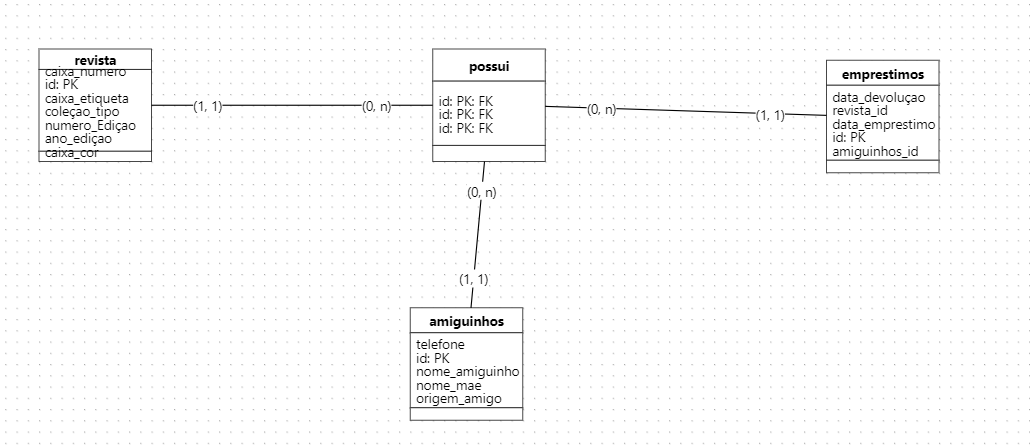 revista
caixa_numero
id: PK
caixa_etiqueta
coleçao_tipo
numero_Ediçao
ano_ediçao
caixa_cor
(1, 1)
(0, n)
possui
id: PK: FK
id: PK: FK
id: PK: FK
(0, n)
(1, 1)
emprestimos
data_devoluçao
revista_id
data_emprestimo
id: PK
amiguinhos_id
(0, n)
(1, 1)
amiguinhos
telefone
id: PK
nome_amiguinho
nome_mae
origem_amigo